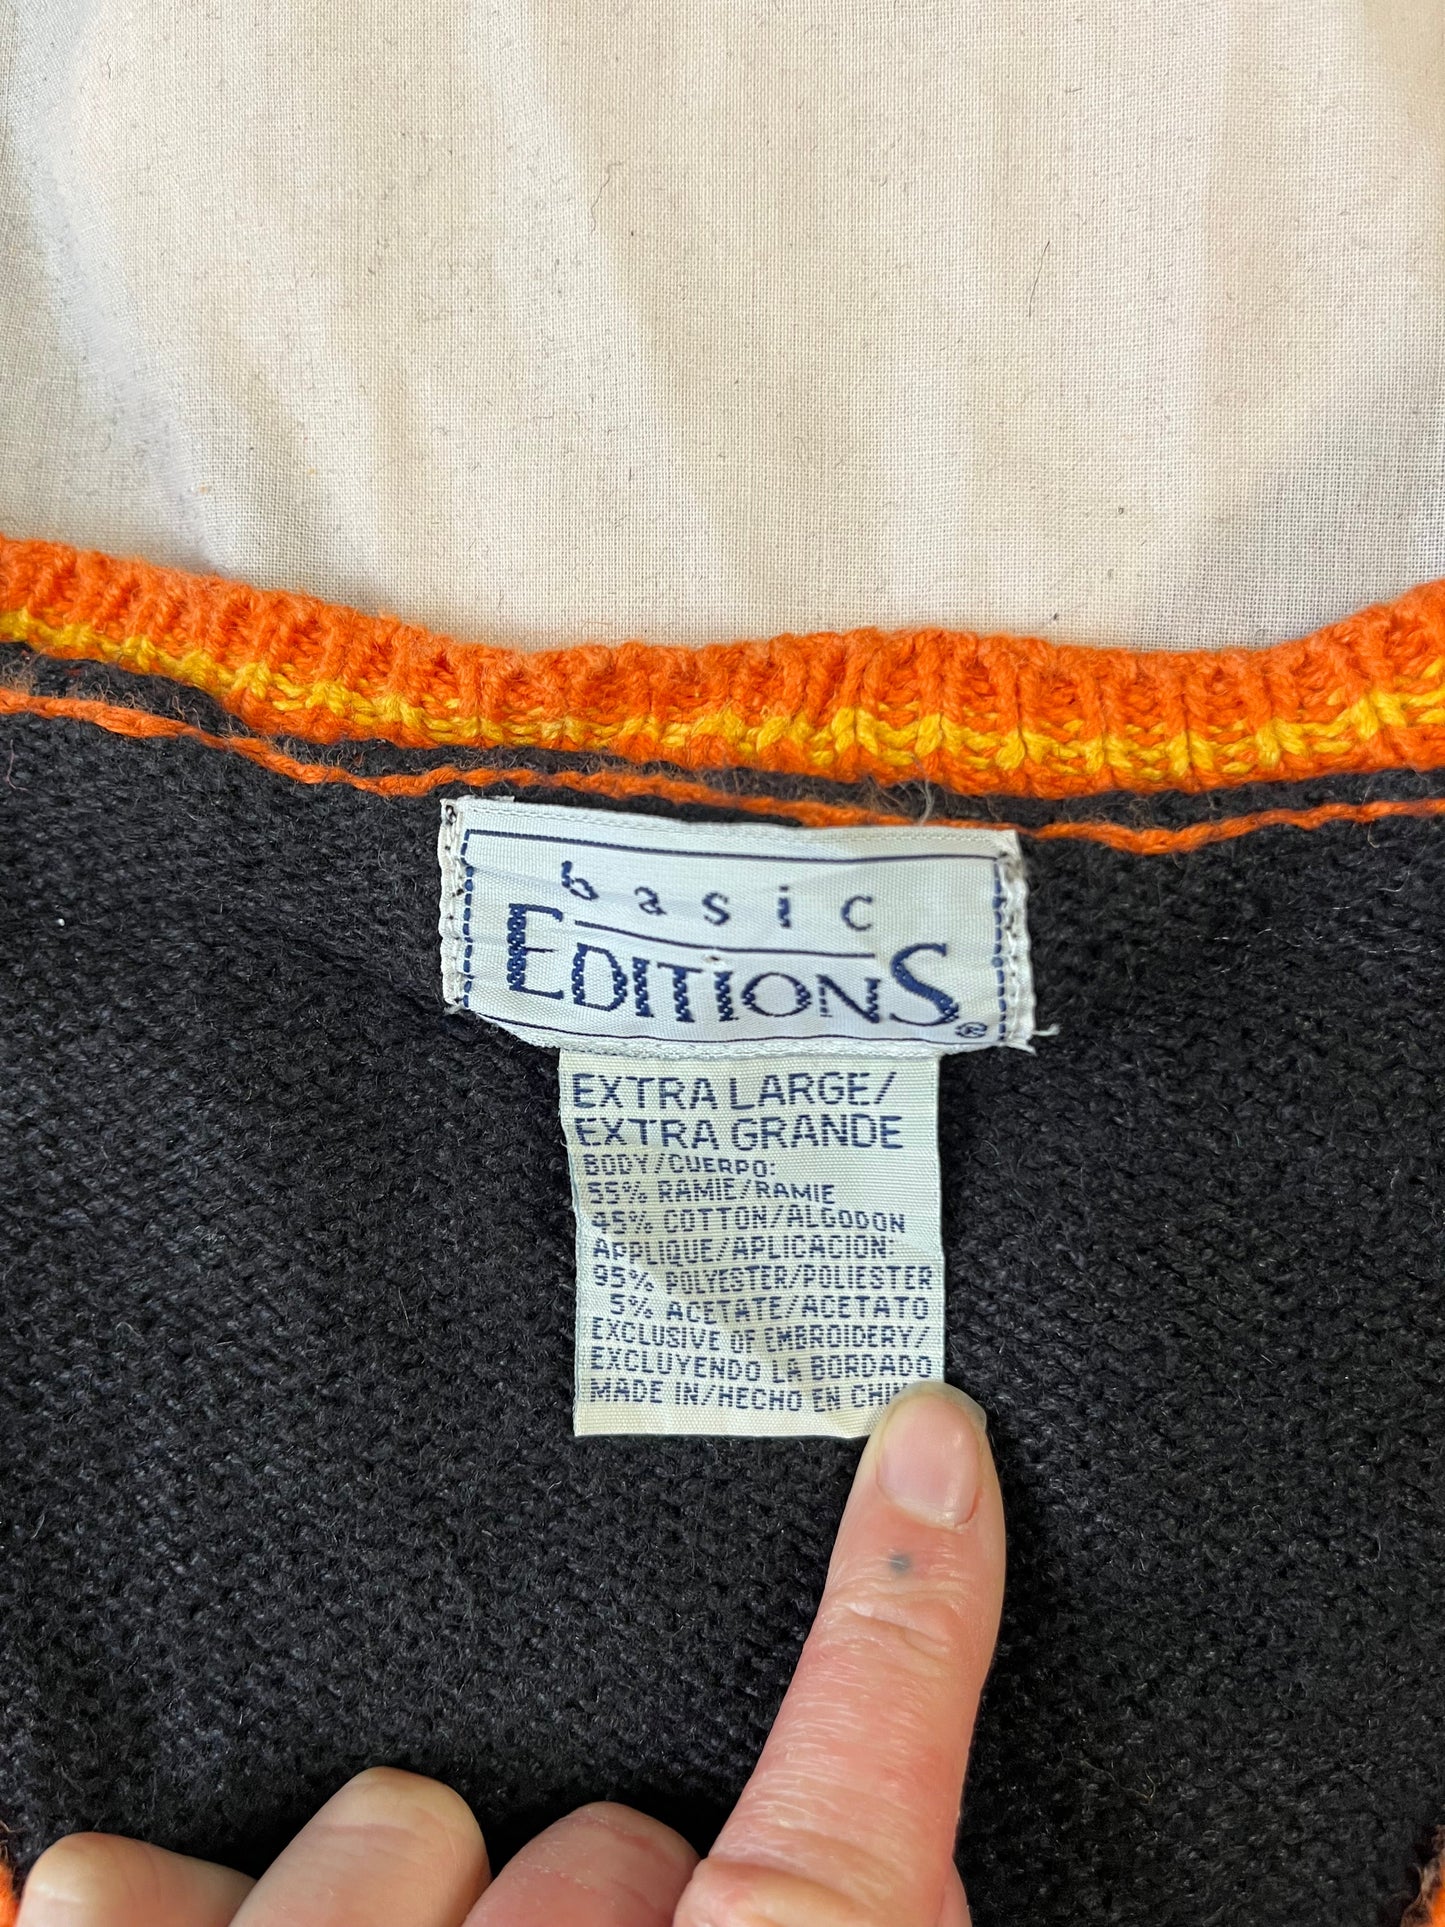 basic
EDITIONS®
EXTRA LARGE/
EXTRA GRANDE
BODY/CUERPO:
55% RAMIE/RAMIE
45% COTTON/ALGODON
APPLIQUE/APLICACION:
95% POLYESTER/POLIESTER
5% ACETATE/ACETATO
EXCLUSIVE OF EMBROIDERY/
EXCLUYENDO LA BORDADO
MADE IN/HECHO EN